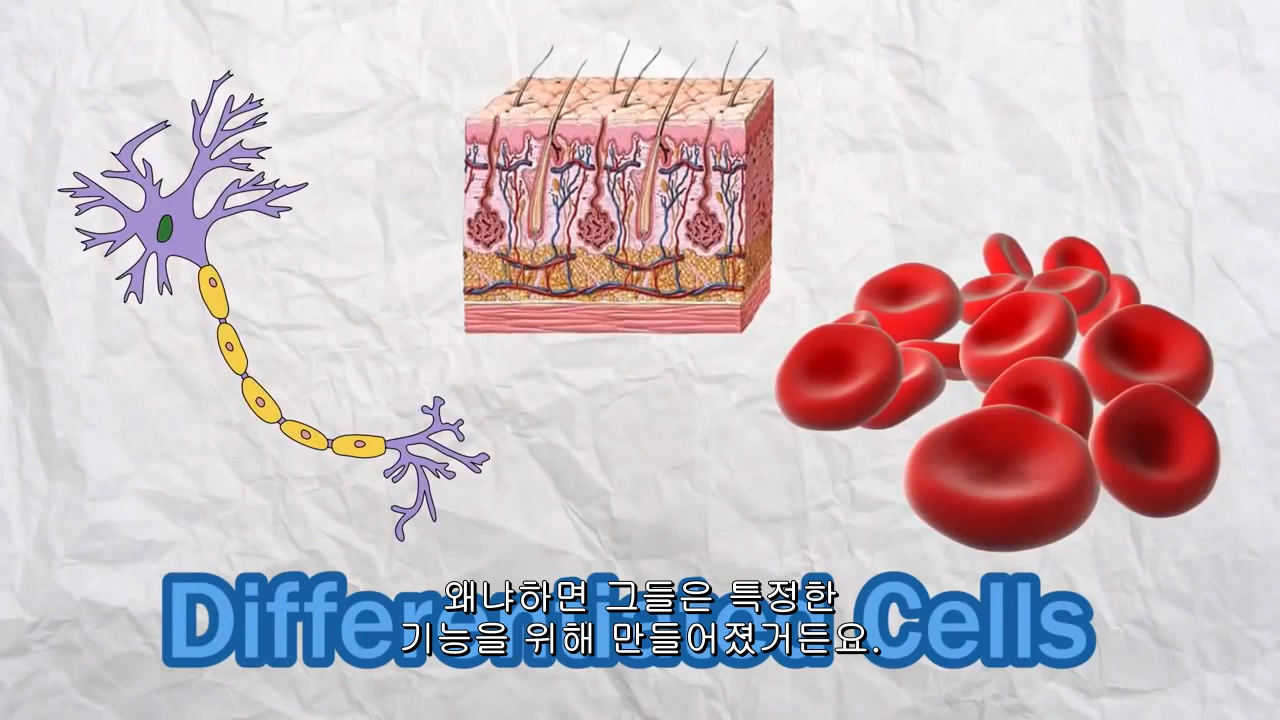 Differentiated Cells
왜냐하면 그들은 특정한
기능을 위해 만들어졌거든요.